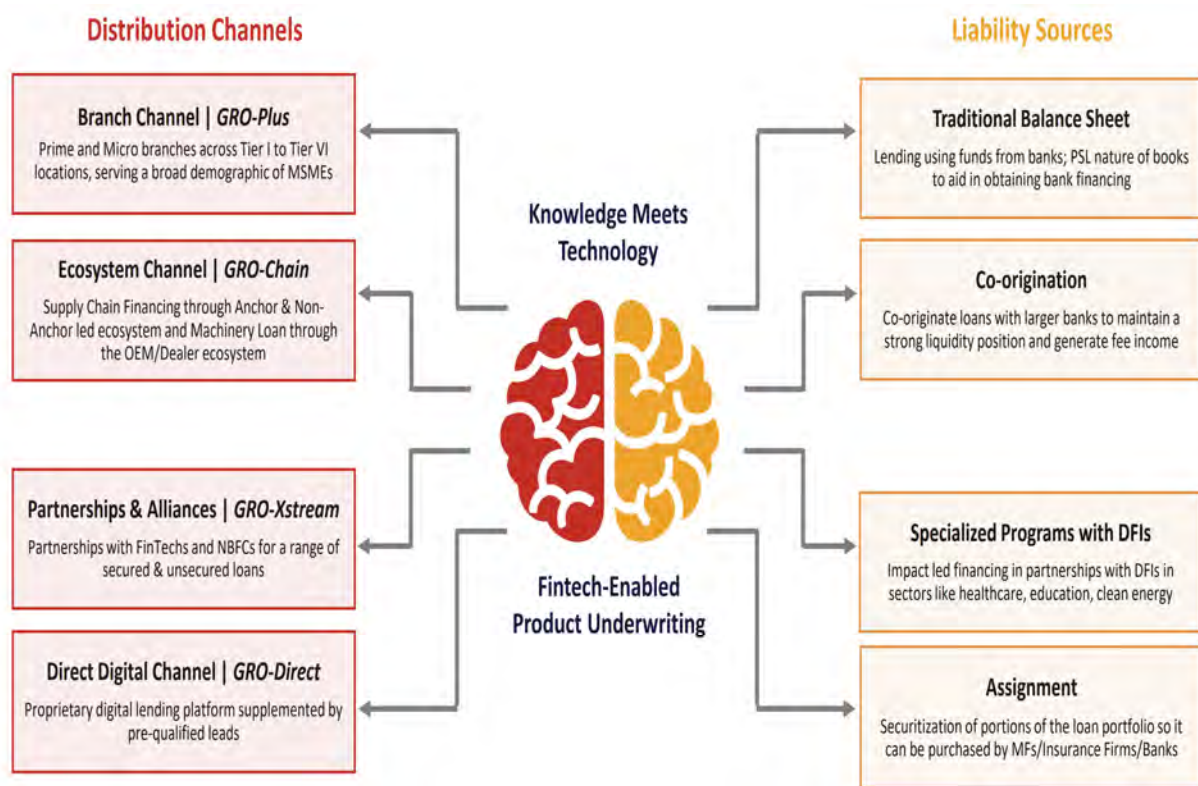 Distribution Channels
Branch Channel | GRO-Plus
Prime and Micro branches across Tier I to Tier VI
locations, serving a broad demographic of MSMEs
Ecosystem Channel | GRO-Chain
Supply Chain Financing through Anchor & Non-
Anchor led ecosystem and Machinery Loan through
the OEM/Dealer ecosystem
Partnerships & Alliances | GRO-Xstream
Partnerships with FinTechs and NBFCs for a range of
secured & unsecured loans
Direct Digital Channel | GRO-Direct
Proprietary digital lending platform supplemented by
pre-qualified leads
Knowledge Meets
Technology
Fintech-Enabled
Product Underwriting
Liability Sources
Traditional Balance Sheet
Lending using funds from banks; PSL nature of books
to aid in obtaining bank financing
Co-origination
Co-originate loans with larger banks to maintain a
strong liquidity position and generate fee income
Specialized Programs with DFIs
Impact led financing in partnerships with DFIs in
sectors like healthcare, education, clean energy
Assignment
Securitization of portions of the loan portfolio so it
can be purchased by MFs/Insurance Firms/Banks